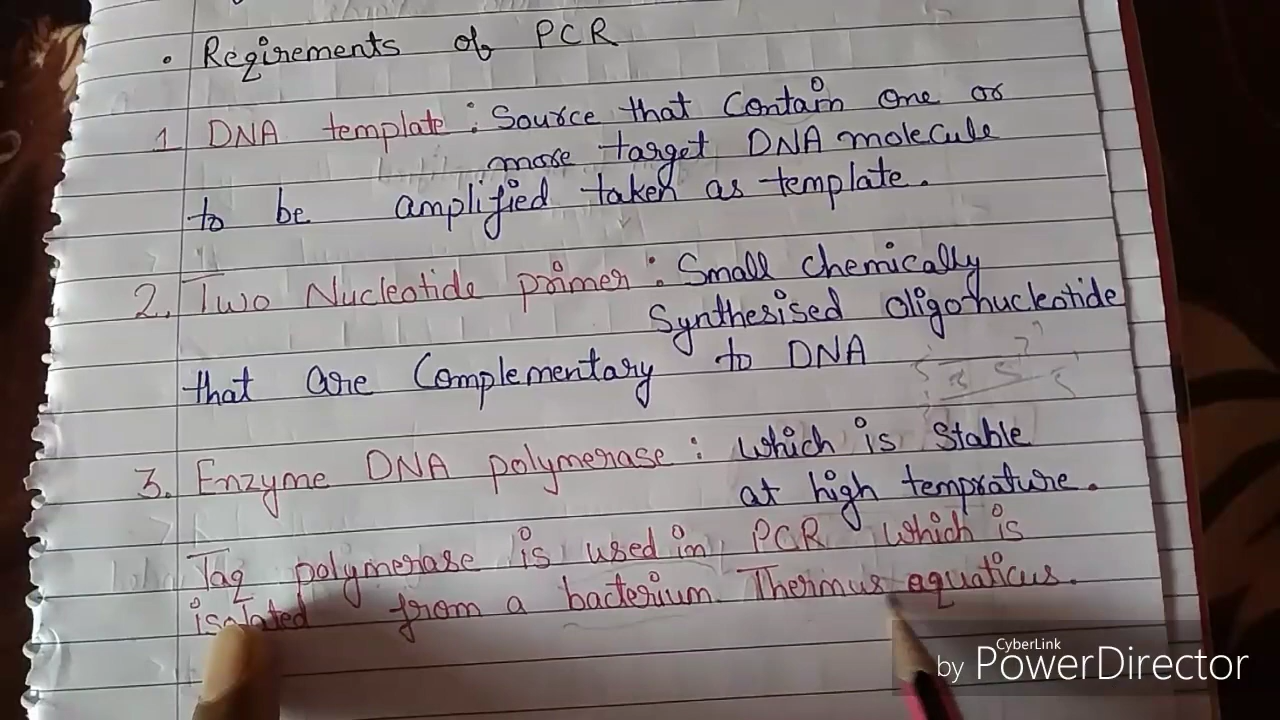 • Reqirements of PCR
1 DNA template : Source that Contain one or
more target DNA molecule
to be amplified taken as template.
2. Two Nucleotide primer : Small chemically
Synthesised oligonucleotide
that are Complementary to DNA
3. Enzyme DNA polymerase : which is Stable
at high temprature.
Taq polymerase is used in PCR which is
isolated from a bacterium Thermus aquaticus.
CyberLink
by PowerDirector